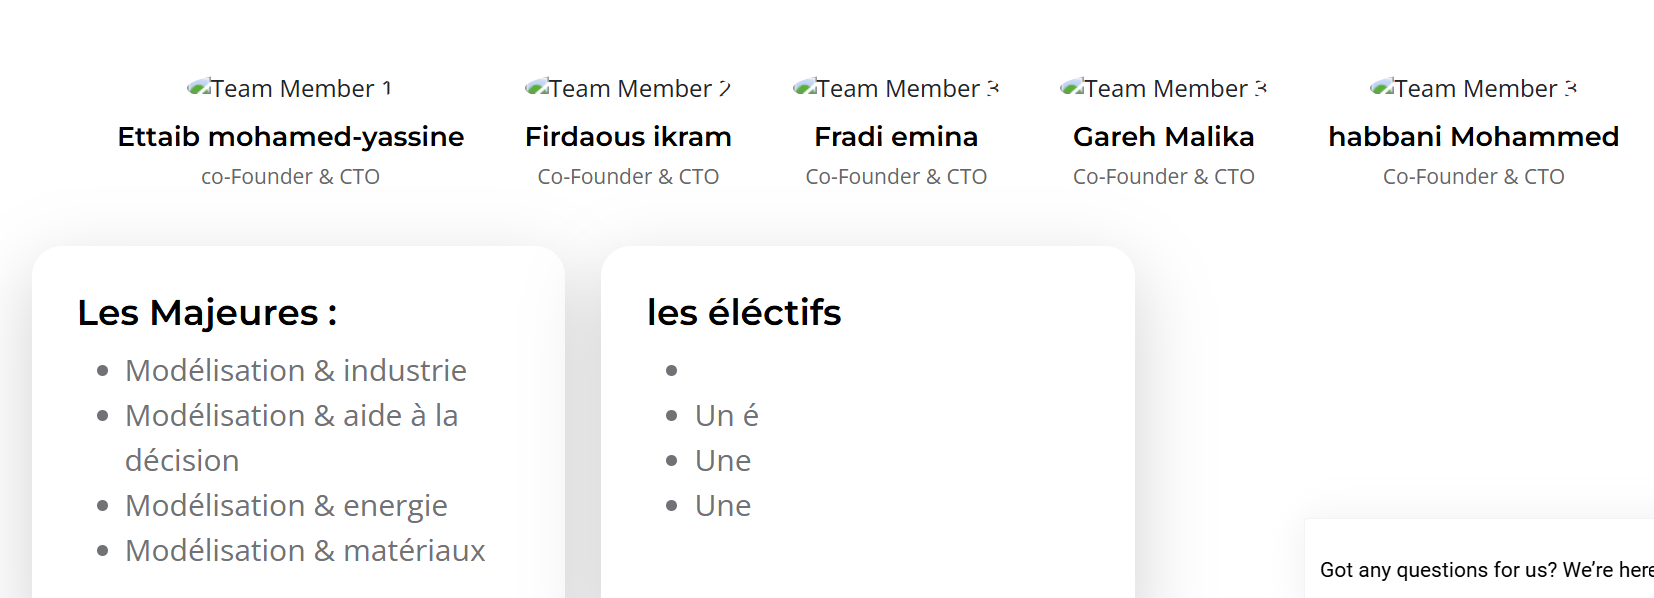 Team Member 1
Team Member 2
Team Member 3
Team Member 3
Team Member 3
Ettaib mohamed-yassine
Firdaous ikram
Fradi emina
Gareh Malika
habbani Mohammed
co-Founder & CTO
Co-Founder & CTO
Co-Founder & CTO
Co-Founder & CTO
Co-Founder & CTO
Les Majeures :
Modélisation & industrie
Modélisation & aide à la
décision
Modélisation & energie
Modélisation & matériaux
les éléctifs
Un é
Une
Une
Got any questions for us? We’re here